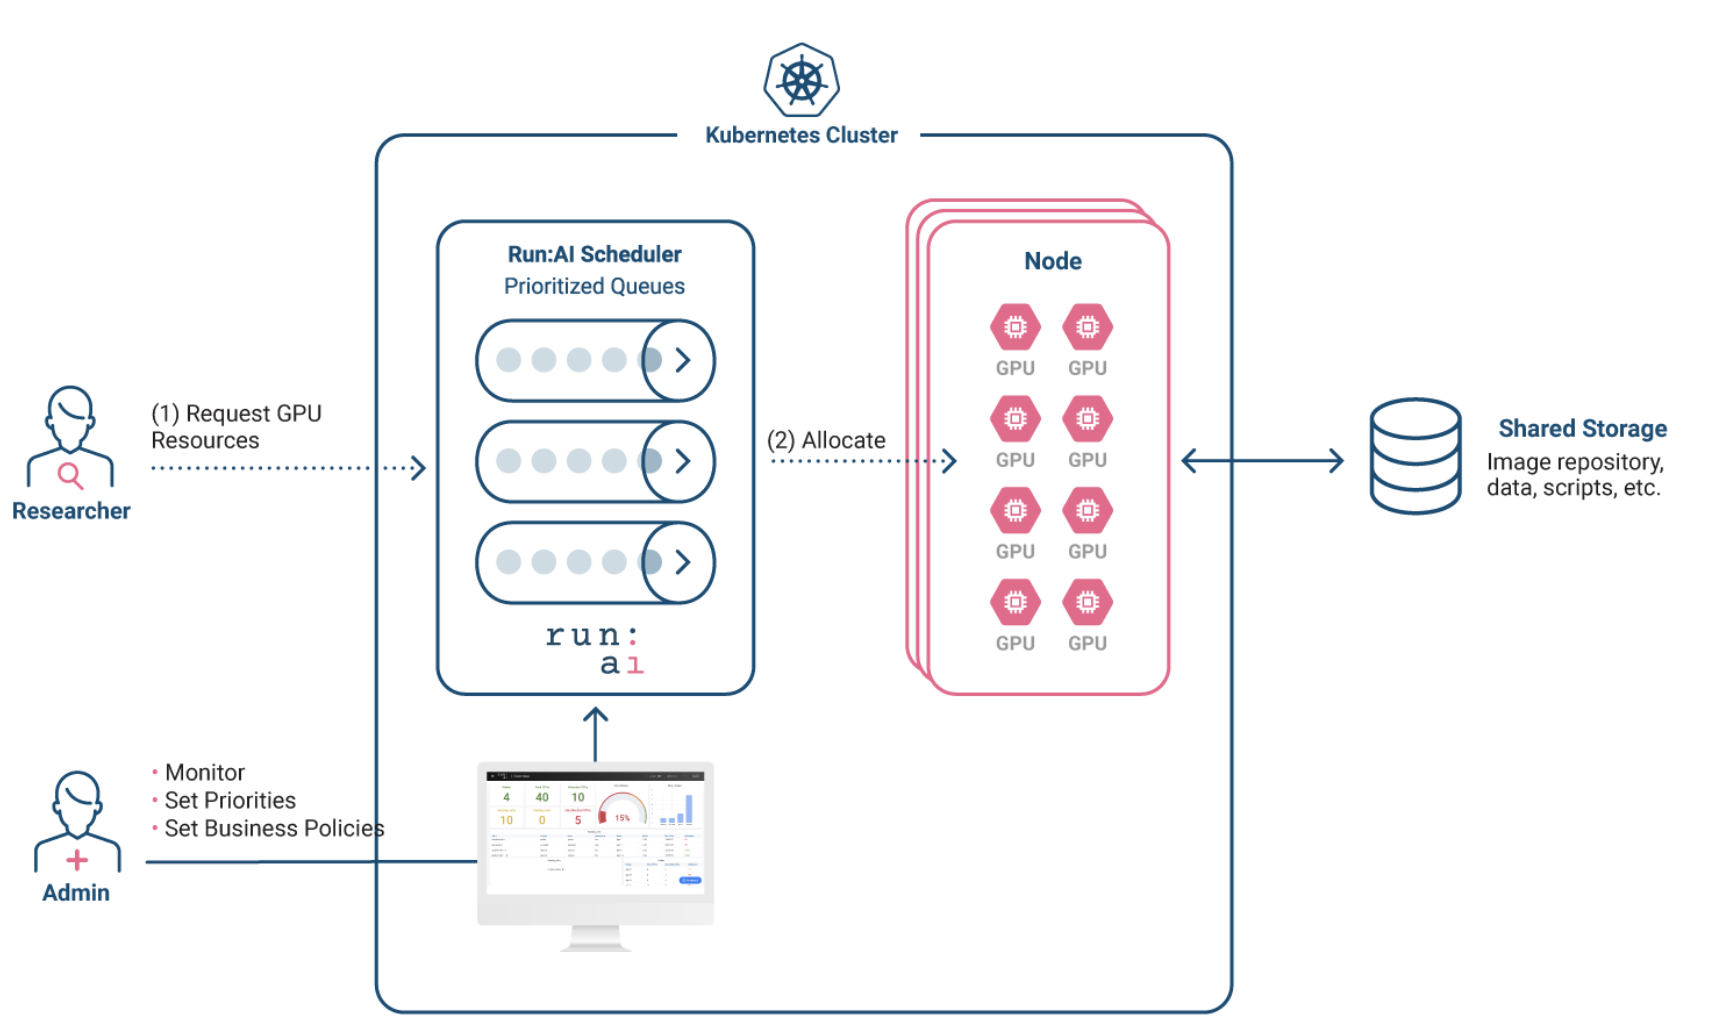 Kubernetes Cluster
Run:AI Scheduler
Prioritized Queues
run:
ai
Node
GPU GPU
GPU GPU
GPU GPU
GPU GPU
(1) Request GPU
Resources
Researcher
(2) Allocate
Shared Storage
Image repository,
data, scripts, etc.
• Monitor
• Set Priorities
• Set Business Policies
Admin
4 40 10
10 0 5
15%